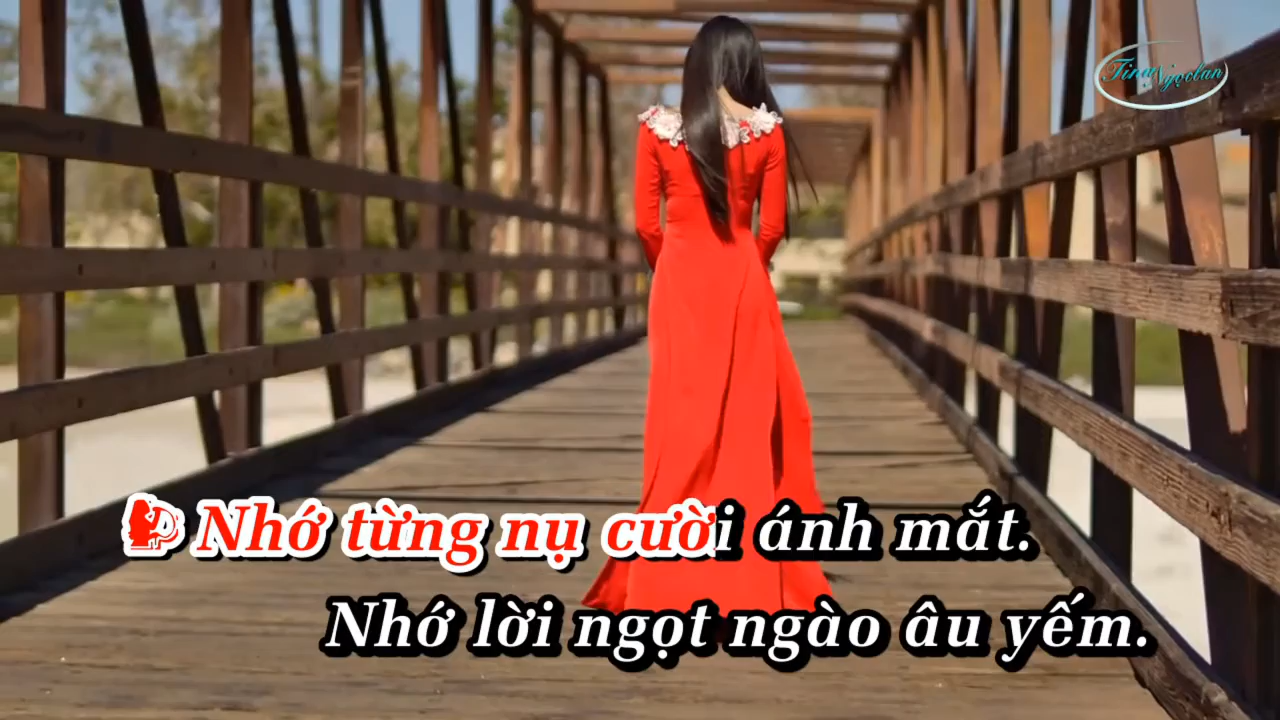 Nhớ từng nụ cười ánh mắt.
Nhớ lời ngọt ngào âu yếm.